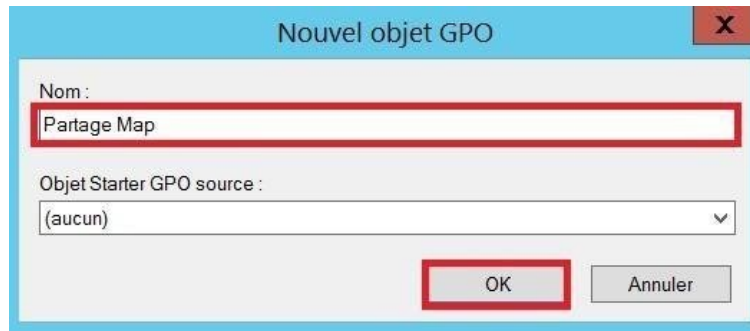 Nouvel objet GPO
X
Nom :
Partage Map
Objet Starter GPO source :
(aucun)
OK Annuler